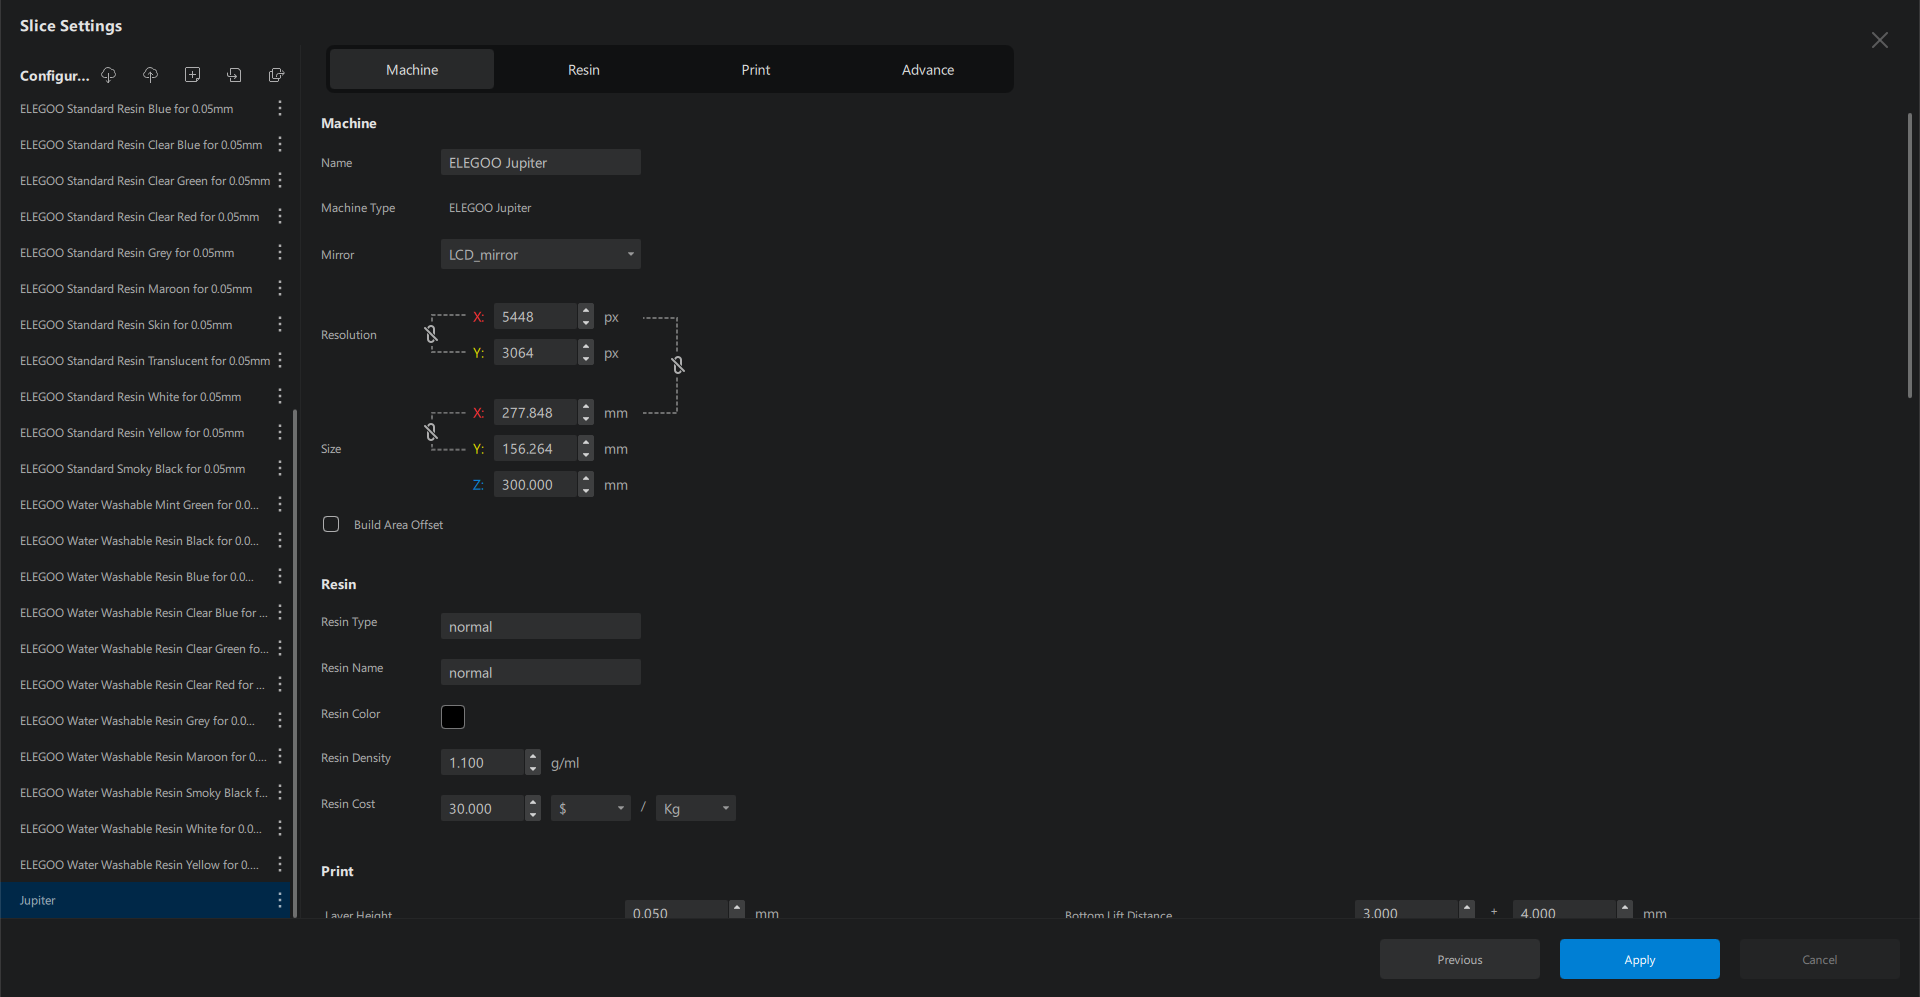 Slice Settings
Configur...
ELEGOO Standard Resin Blue for 0.05mm
ELEGOO Standard Resin Clear Blue for 0.05mm
ELEGOO Standard Resin Clear Green for 0.05mm
ELEGOO Standard Resin Clear Red for 0.05mm
ELEGOO Standard Resin Grey for 0.05mm
ELEGOO Standard Resin Maroon for 0.05mm
ELEGOO Standard Resin Skin for 0.05mm
ELEGOO Standard Resin Translucent for 0.05mm
ELEGOO Standard Resin White for 0.05mm
ELEGOO Standard Resin Yellow for 0.05mm
ELEGOO Standard Smoky Black for 0.05mm
ELEGOO Water Washable Mint Green for 0.0...
ELEGOO Water Washable Resin Black for 0.0...
ELEGOO Water Washable Resin Blue for 0.0...
ELEGOO Water Washable Resin Clear Blue for ...
ELEGOO Water Washable Resin Clear Green fo...
ELEGOO Water Washable Resin Clear Red for ...
ELEGOO Water Washable Resin Grey for 0.0...
ELEGOO Water Washable Resin Maroon for 0....
ELEGOO Water Washable Resin Smoky Black f...
ELEGOO Water Washable Resin White for 0.0...
ELEGOO Water Washable Resin Yellow for 0....
Jupiter
Machine Resin Print Advance
Machine
Name ELEGOO Jupiter
Machine Type ELEGOO Jupiter
Mirror LCD_mirror
Resolution
X: 5448 px
Y: 3064 px
Size
X: 277.848 mm
Y: 156.264 mm
Z: 300.000 mm
Build Area Offset
Resin
Resin Type normal
Resin Name normal
Resin Color
Resin Density 1.100 g/ml
Resin Cost 30.000 $ / Kg
Print
Layer Height 0.050 mm Bottom Lift Distance 3.000 + 4.000 mm
Previous Apply Cancel